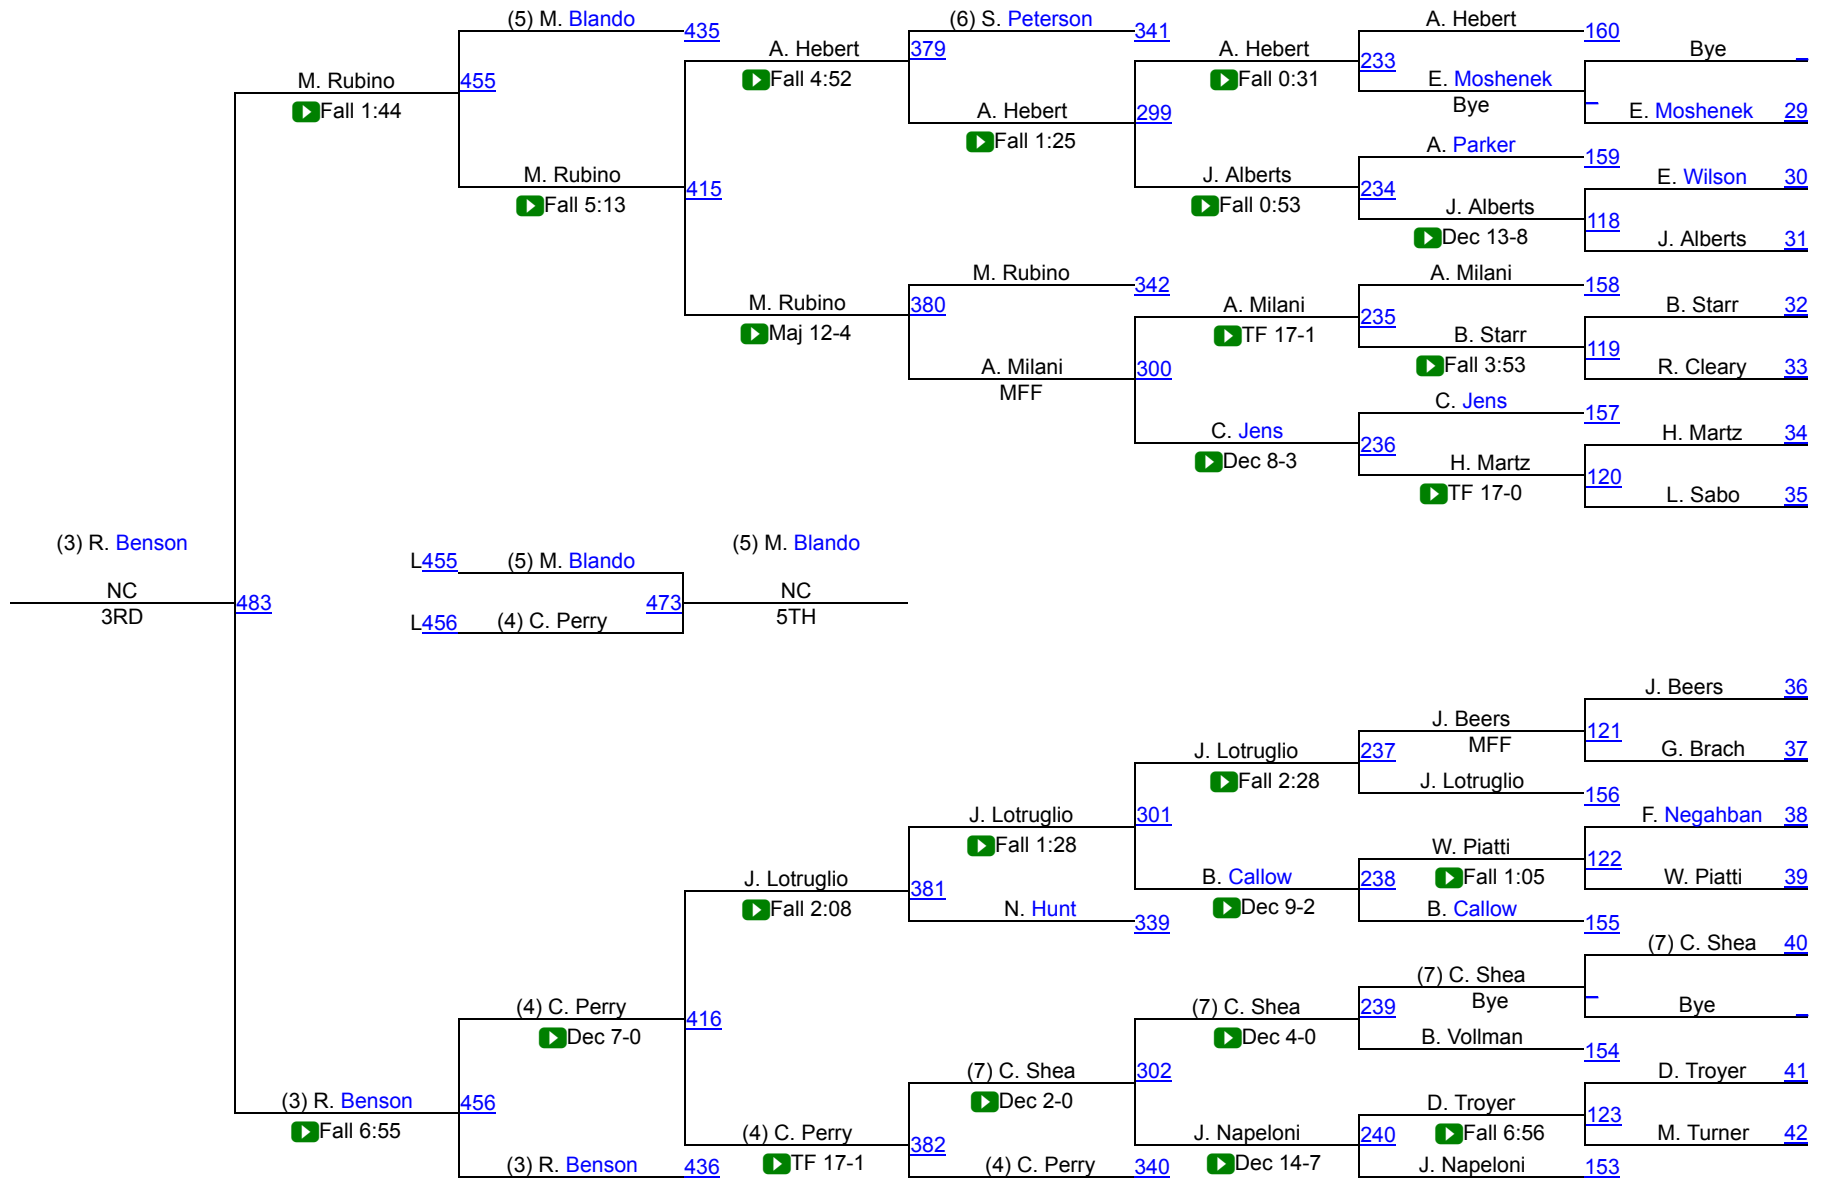 (5) M. Blando 435
(6) S. Peterson 341
A. Hebert 160
A. Hebert 379
A. Hebert 233
Bye _
M. Rubino 455
Fall 4:52
Fall 0:31
E. Moshenek _
Fall 1:44
Bye
E. Moshenek 29
A. Hebert 299
Fall 1:25
A. Parker 159
M. Rubino 415
J. Alberts 234
E. Wilson 30
Fall 5:13
Fall 0:53
J. Alberts 118
Dec 13-8
J. Alberts 31
M. Rubino 342
A. Milani 158
M. Rubino 380
A. Milani 235
B. Starr 32
Maj 12-4
TF 17-1
B. Starr 119
Fall 3:53
R. Cleary 33
A. Milani 300
MFF
C. Jens 157
C. Jens 236
H. Martz 34
Dec 8-3
H. Martz 120
TF 17-0
L. Sabo 35
(3) R. Benson
(5) M. Blando
L455 (5) M. Blando
NC 483
473 NC
3RD
5TH
L456 (4) C. Perry
J. Beers 36
J. Beers 121
MFF
G. Brach 37
J. Lotruglio 237
Fall 2:28
J. Lotruglio 156
J. Lotruglio 301
Fall 1:28
F. Negahban 38
W. Piatti 122
Fall 1:05
W. Piatti 39
J. Lotruglio 381
Fall 2:08
B. Callow 238
Dec 9-2
N. Hunt 339
B. Callow 155
(7) C. Shea 40
(7) C. Shea _
Bye
Bye _
(4) C. Perry 416
Dec 7-0
(7) C. Shea 239
Dec 4-0
B. Vollman 154
(7) C. Shea 302
Dec 2-0
D. Troyer 41
(3) R. Benson 456
Fall 6:55
D. Troyer 123
Fall 6:56
M. Turner 42
(4) C. Perry 382
TF 17-1
J. Napeloni 240
Dec 14-7
(3) R. Benson 436
(4) C. Perry 340
J. Napeloni 153